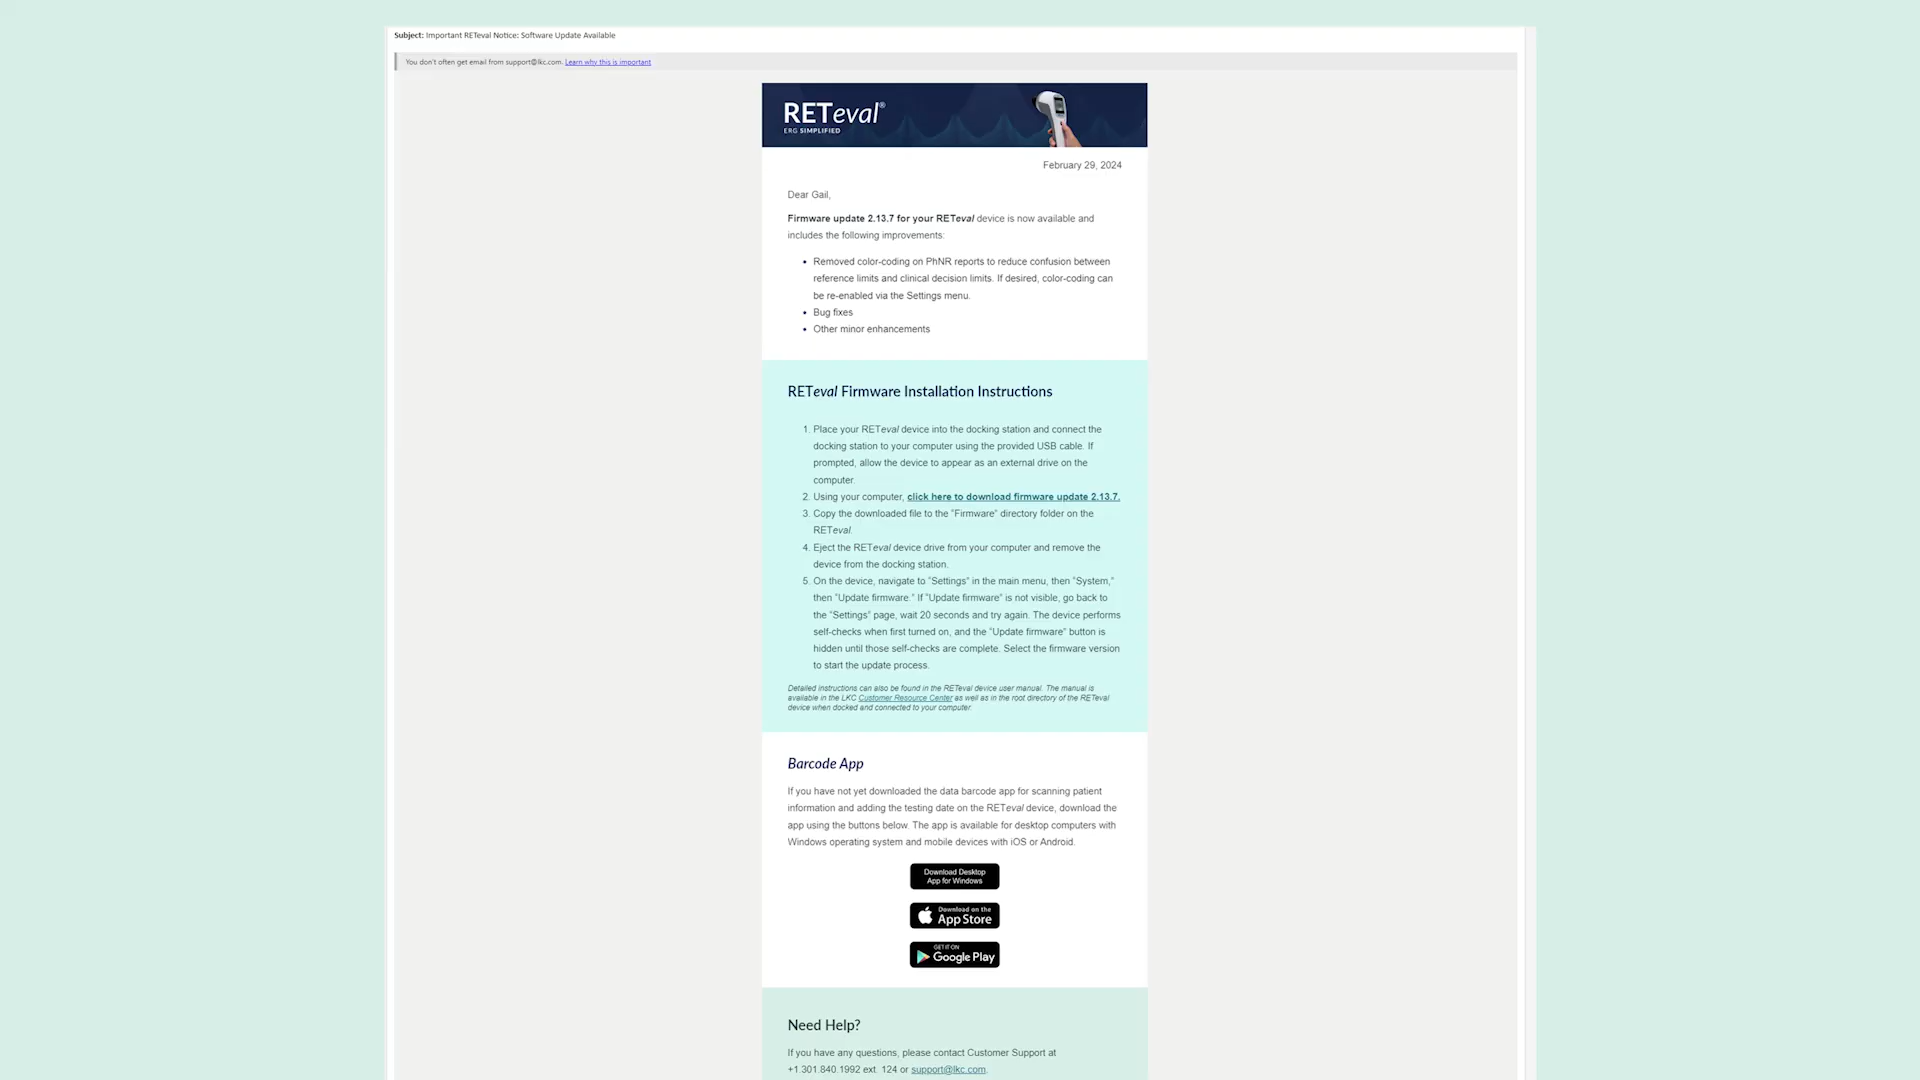 Subject: Important RETeval Notice: Software Update Available
You don't often get email from support@lkc.com. Learn why this is important
RETeval®
ERG SIMPLIFIED
February 29, 2024
Dear Gail,
Firmware update 2.13.7 for your RETeval device is now available and
includes the following improvements:
• Removed color-coding on PhNR reports to reduce confusion between
reference limits and clinical decision limits. If desired, color-coding can
be re-enabled via the Settings menu.
• Bug fixes
• Other minor enhancements
RETeval Firmware Installation Instructions
1. Place your RETeval device into the docking station and connect the
docking station to your computer using the provided USB cable. If
prompted, allow the device to appear as an external drive on the
computer.
2. Using your computer, click here to download firmware update 2.13.7.
3. Copy the downloaded file to the "Firmware" directory folder on the
RETeval.
4. Eject the RETeval device drive from your computer and remove the
device from the docking station.
5. On the device, navigate to "Settings" in the main menu, then "System,"
then "Update firmware." If "Update firmware" is not visible, go back to
the "Settings" page, wait 20 seconds and try again. The device performs
self-checks when first turned on, and the "Update firmware" button is
hidden until those self-checks are complete. Select the firmware version
to start the update process.
Detailed instructions can also be found in the RETeval device user manual. The manual is
available in the LKC Customer Resource Center as well as in the root directory of the RETeval
device when docked and connected to your computer.
Barcode App
If you have not yet downloaded the data barcode app for scanning patient
information and adding the testing date on the RETeval device, download the
app using the buttons below. The app is available for desktop computers with
Windows operating system and mobile devices with iOS or Android.
Download Desktop
App for Windows
Download on the
App Store
GET IT ON
Google Play
Need Help?
If you have any questions, please contact Customer Support at
+1.301.840.1992 ext. 124 or support@lkc.com.